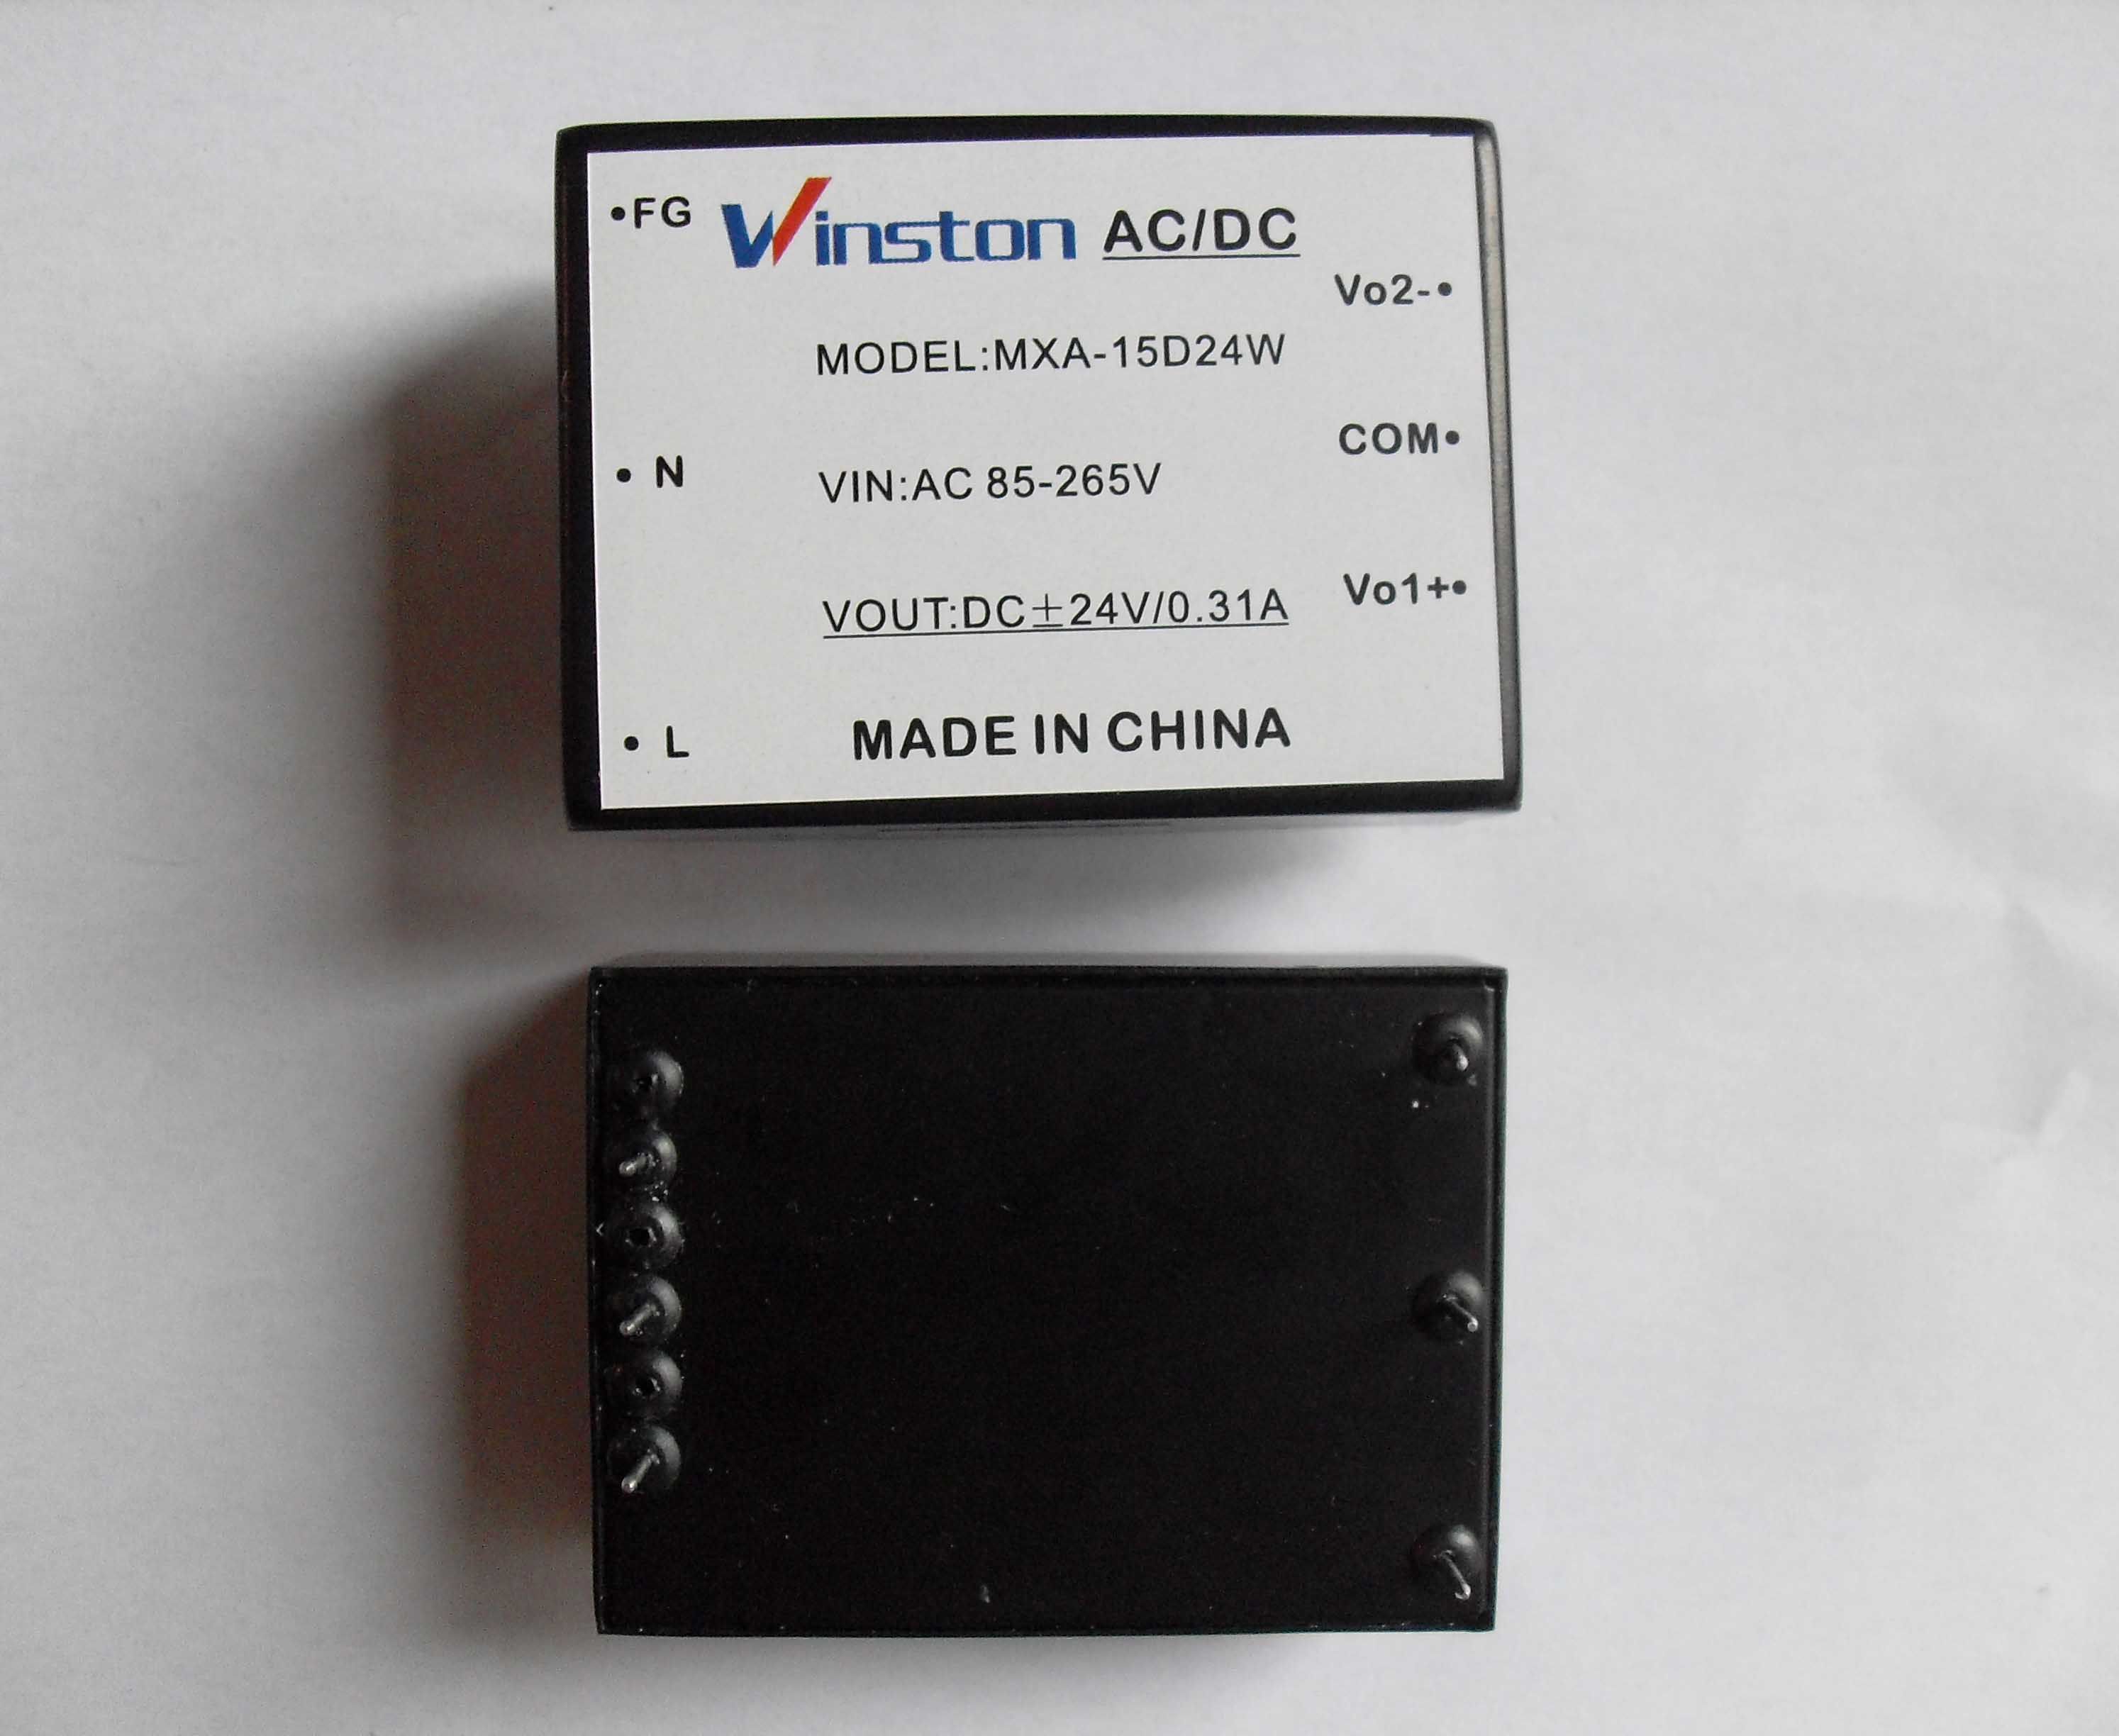 •FG Winston AC/DC
Vo2-•
MODEL:MXA-15D24W
COM•
• N VIN:AC 85-265V
Vo1+•
VOUT:DC±24V/0.31A
• L MADE IN CHINA